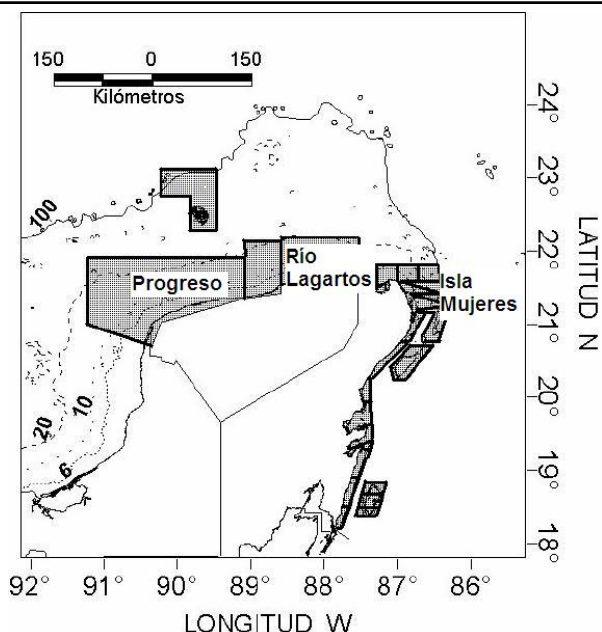 150 0 150
Kilómetros
24°
23°
22°
21°
20°
19°
18°
LATITUD N
100
20
10
6
Progreso
Río
Lagartos
Isla
Mujeres
92° 91° 90° 89° 88° 87° 86°
LONGITUD W